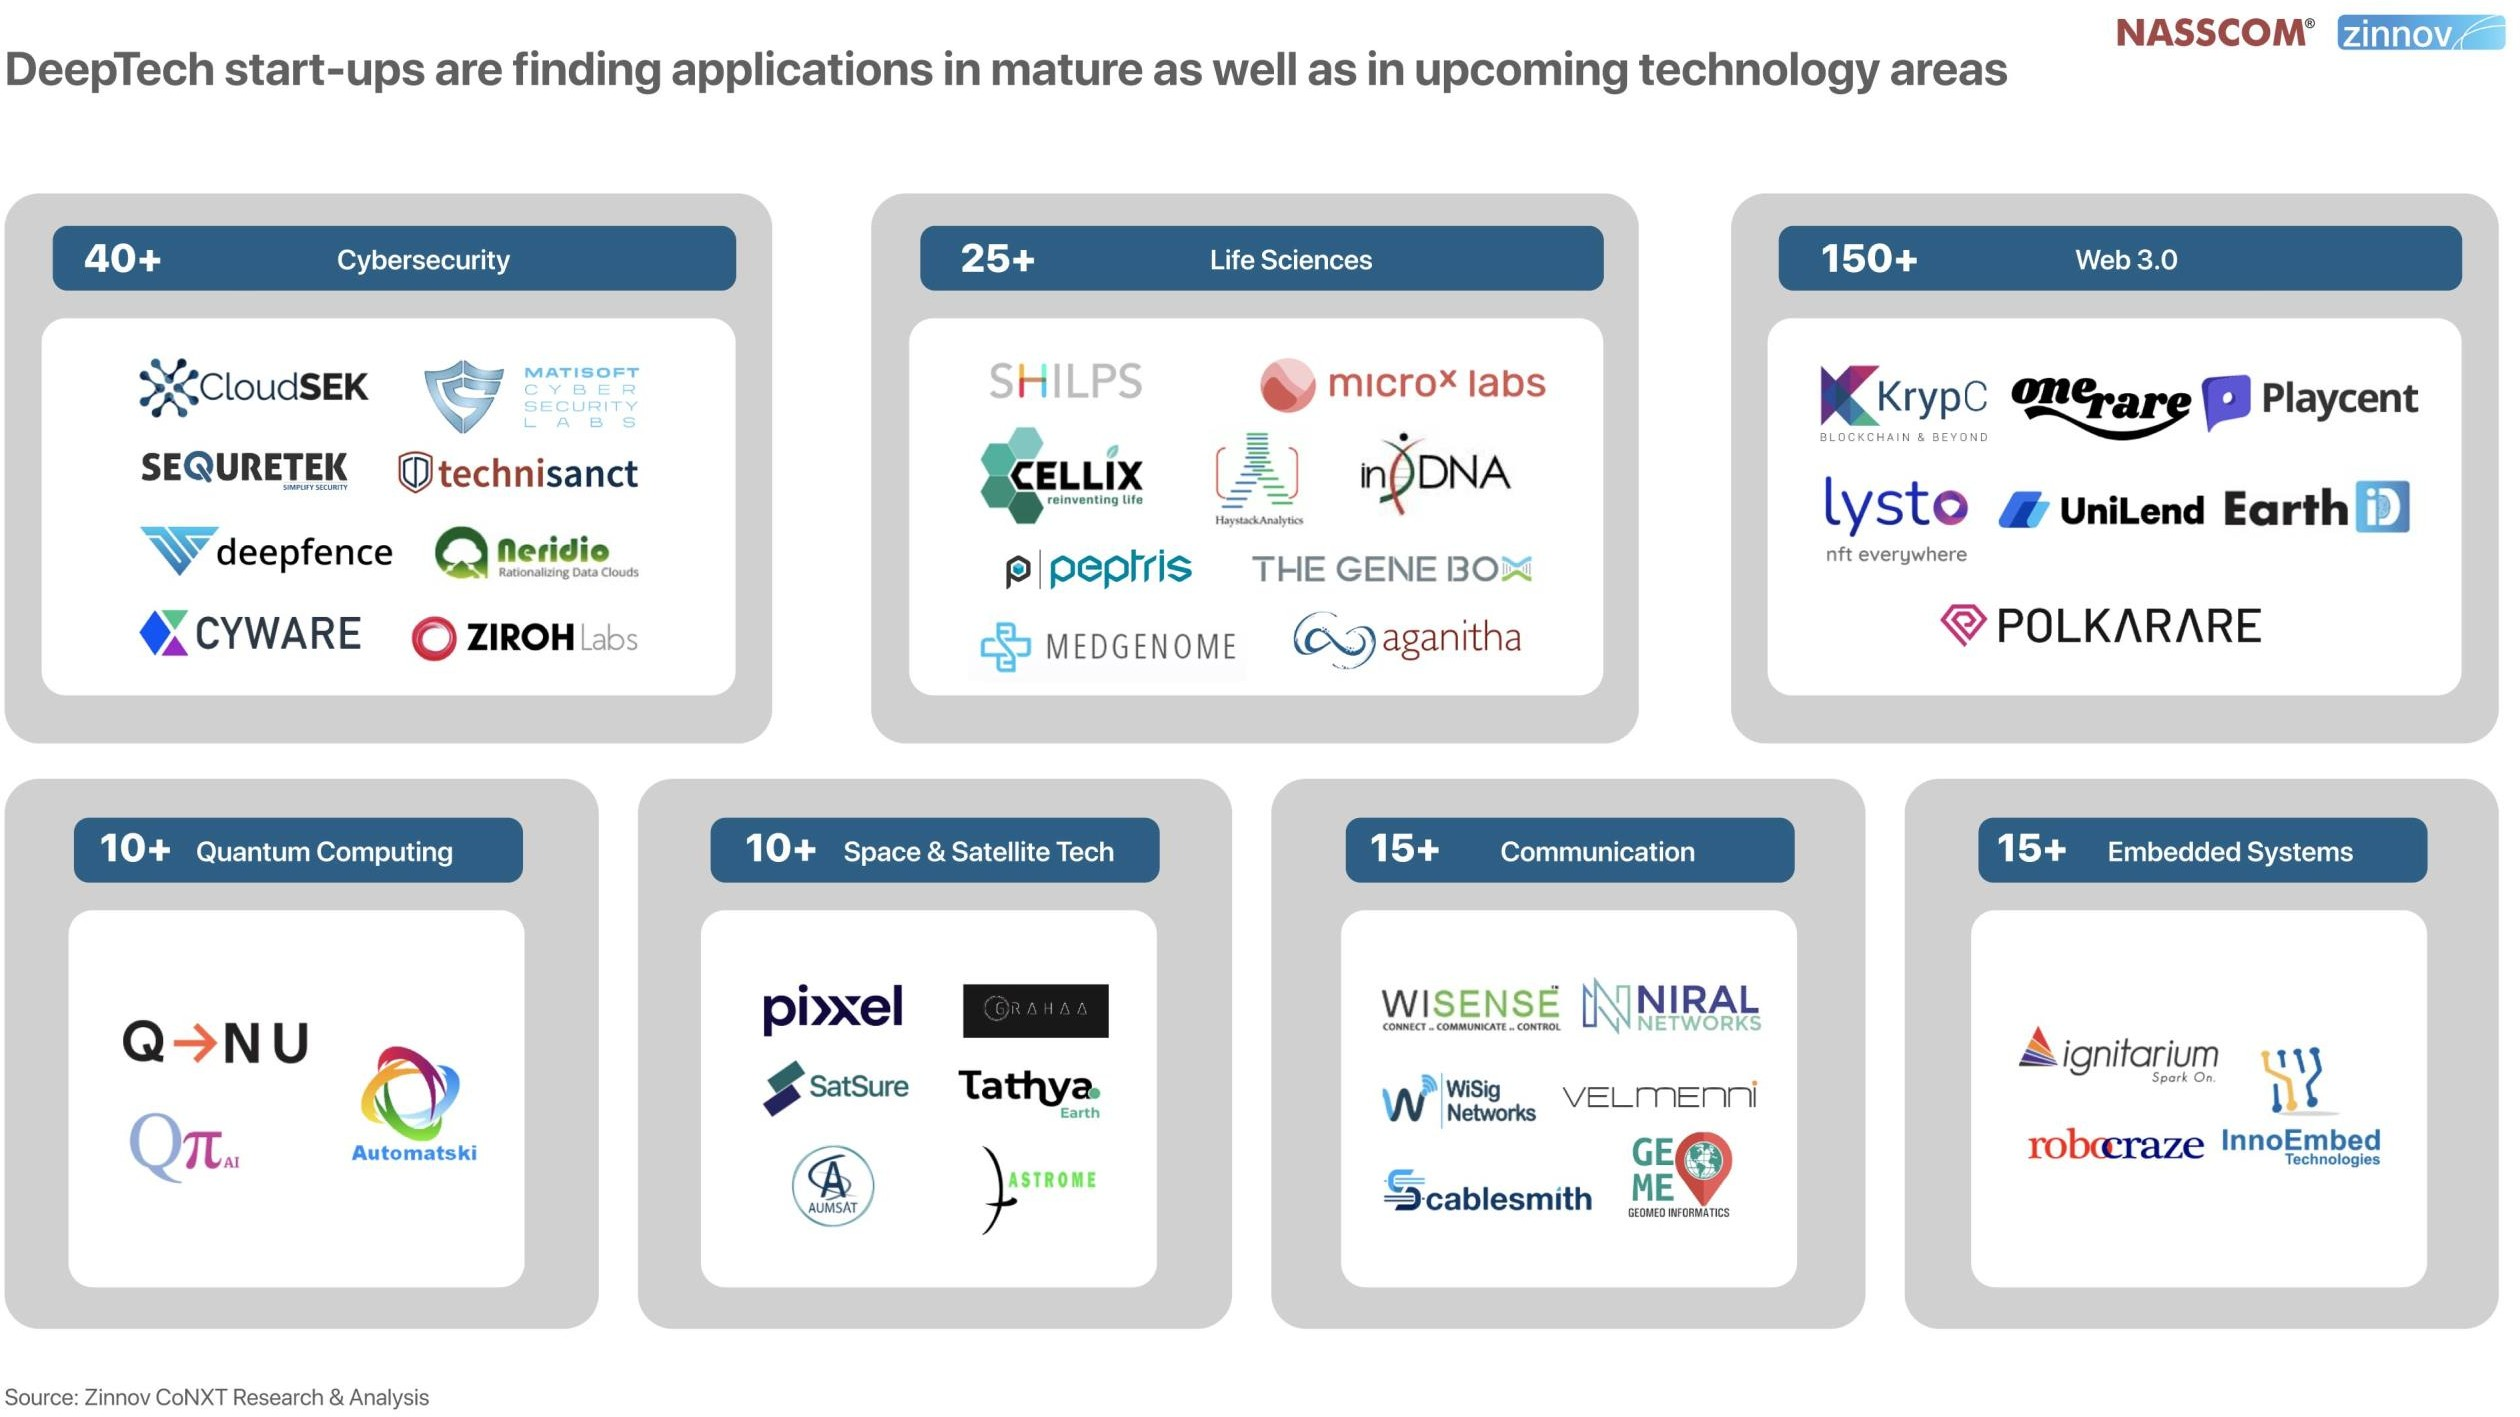 NASSCOM® zinnov
DeepTech start-ups are finding applications in mature as well as in upcoming technology areas
40+ Cybersecurity
CloudSEK
MATISOFT
CYBER
SECURITY
LABS
SEQURETEK
SIMPLIFY SECURITY
technisanct
deepfence
neridio
Rationalizing Data Clouds
CYWARE
ZIROH Labs
25+ Life Sciences
SHILPS
microx labs
CELLIX
reinventing life
HaystackAnalytics
inDNA
peptris
THE GENE BOX
MEDGENOME
aganitha
150+ Web 3.0
KrypC
BLOCKCHAIN & BEYOND
onerare
Playcent
lysto
nft everywhere
UniLend
Earth iD
POLKARARE
10+ Quantum Computing
Q→NU
QπAI
Automatski
10+ Space & Satellite Tech
pixxel
GRAHAA
SatSure
Tathya
Earth
AUMSAT
ASTROME
15+ Communication
WISENSE™
CONNECT .. COMMUNICATE .. CONTROL
NIRAL
NETWORKS
WiSig
Networks
VELMENNI
cablesmith
GE
ME
GEOMEO INFORMATICS
15+ Embedded Systems
ignitarium
Spark On.
robocraze
InnoEmbed
Technologies
Source: Zinnov CoNXT Research & Analysis